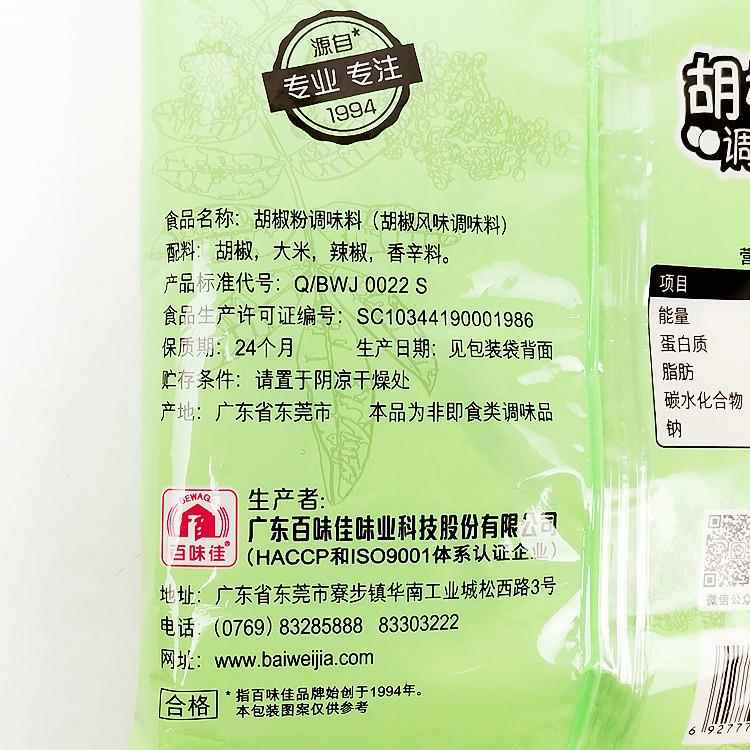 源自*
专业 专注
1994
食品名称：胡椒粉调味料（胡椒风味调味料）
配料：胡椒，大米，辣椒，香辛料。
产品标准代号：Q/BWJ 0022 S
食品生产许可证编号：SC10344190001986
保质期：24个月 生产日期：见包装袋背面
贮存条件：请置于阴凉干燥处
产地：广东省东莞市 本品为非即食类调味品
百味佳®
生产者：
广东百味佳味业科技股份有限公司
（HACCP和ISO9001体系认证企业）
地址：广东省东莞市寮步镇华南工业城松西路3号
电话：（0769）83285888 83303222
网址：www.baiweijia.com
合格
*指百味佳品牌始创于1994年。
本包装图案仅供参考
胡
调
营
项目
能量
蛋白质
脂肪
碳水化合物
钠
微信公众
6 92777